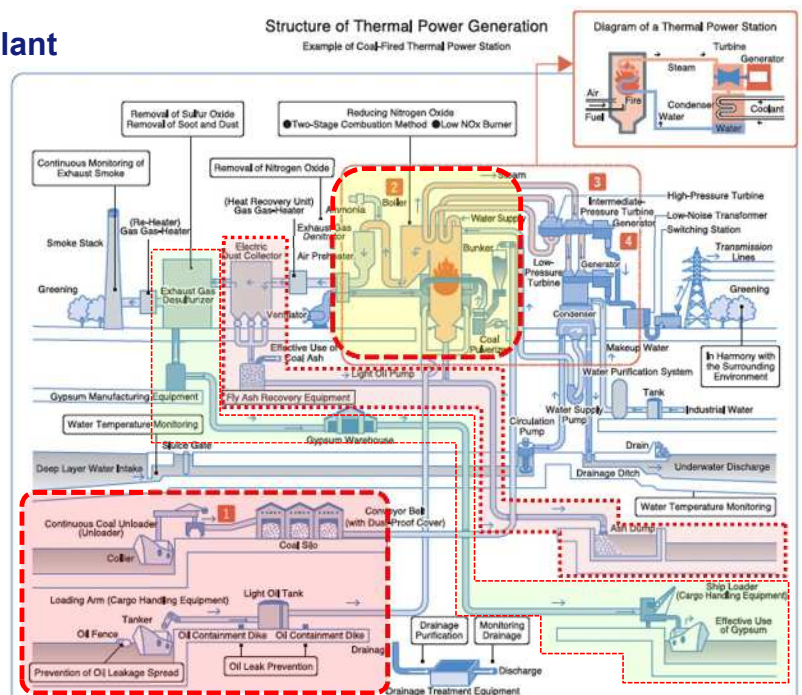 lant
Structure of Thermal Power Generation
Example of Coal-Fired Thermal Power Station
Diagram of a Thermal Power Station
Turbine
Generator
Steam
Air
Fire
Fuel
Condenser
Coolant
Water
Water
Removal of Sulfur Oxide
Removal of Soot and Dust
Reducing Nitrogen Oxide
●Two-Stage Combustion Method ●Low NOx Burner
Continuous Monitoring of
Exhaust Smoke
Removal of Nitrogen Oxide
(Re-Heater)
Gas Gas-Heater
(Heat Recovery Unit)
Gas Gas-Heater
Ammonia
Exhaust Gas
Denitrator
Air Preheater
2
Boiler
Steam
Water Supply
Bunker
3
Intermediate-
Pressure Turbine
Generator
4
High-Pressure Turbine
Low-Noise Transformer
Switching Station
Transmission
Lines
Smoke Stack
Greening
Electric
Dust Collector
Exhaust Gas
Desulfurizer
Ventilator
Low-
Pressure
Turbine
Generator
Condenser
Greening
Coal
Pulverizer
Effective Use of
Coal Ash
Makeup Water
In Harmony with
the Surrounding
Environment
Light Oil Pump
Water Purification System
Tank
Gypsum Manufacturing Equipment
Fly Ash Recovery Equipment
Industrial Water
Water Temperature Monitoring
Gypsum Warehouse
Circulation
Pump
Water Supply
Pump
Sluice Gate
Drain
Deep Layer Water Intake
Drainage Ditch
Underwater Discharge
Water Temperature Monitoring
1
Continuous Coal Unloader
(Unloader)
Conveyor Belt
(with Dust-Proof Cover)
Coal Silo
Collier
Ash Dump
Loading Arm (Cargo Handling Equipment)
Light Oil Tank
Tanker
Oil Fence
Oil Containment Dike
Oil Containment Dike
Prevention of Oil Leakage Spread
Oil Leak Prevention
Ship Loader
(Cargo Handling Equipment)
Effective Use
of Gypsum
Drainag
Drainage
Purification
Monitoring
Drainage
Discharge
Drainage Treatment Equipment